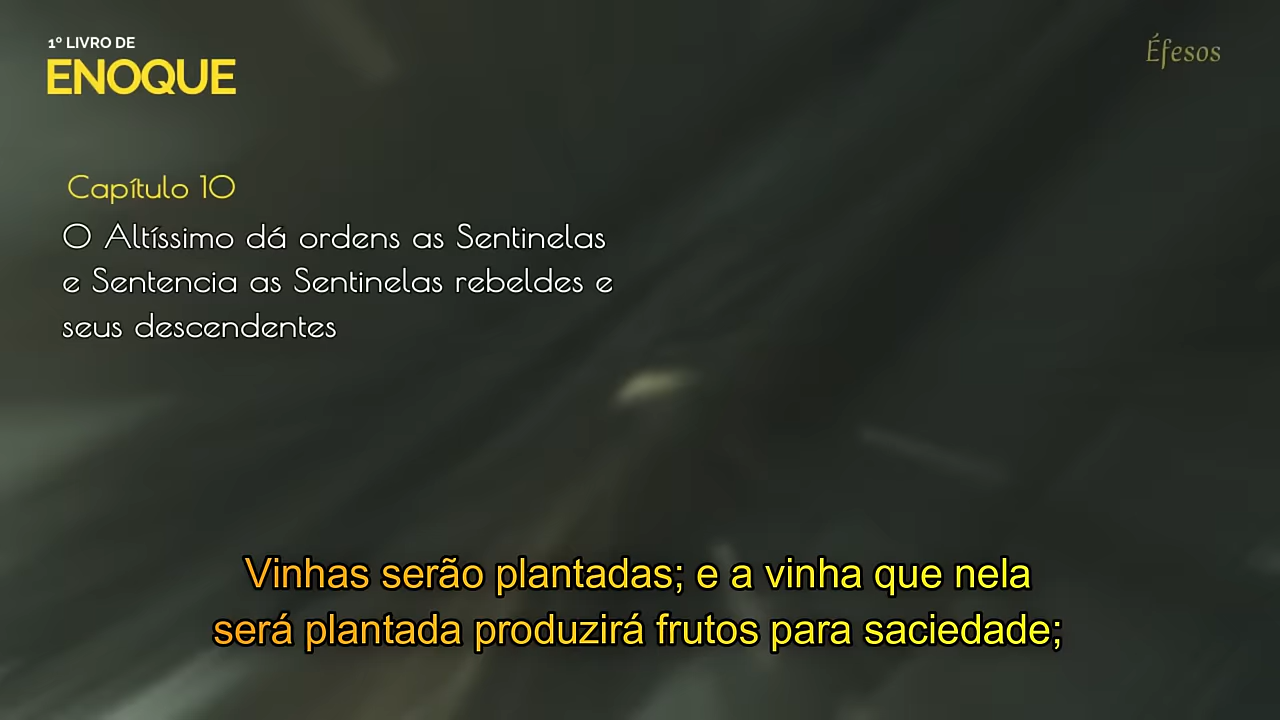 1º LIVRO DE
ENOQUE
Éfesos
Capítulo 10
O Altíssimo dá ordens as Sentinelas
e Sentencia as Sentinelas rebeldes e
seus descendentes
Vinhas serão plantadas; e a vinha que nela
será plantada produzirá frutos para saciedade;